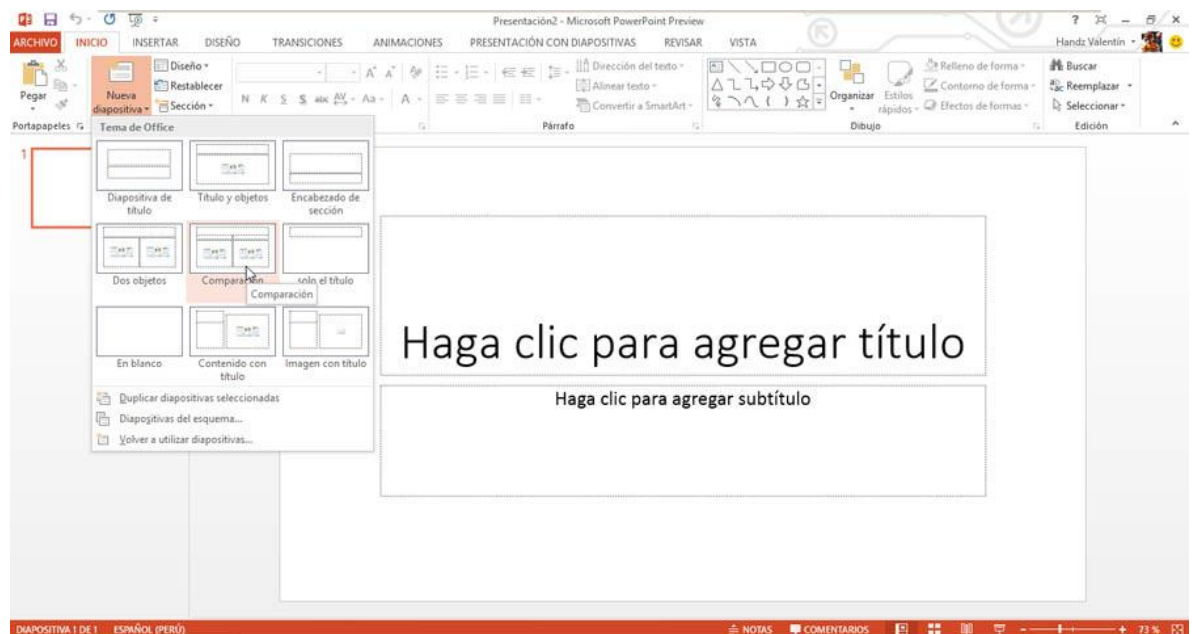 Presentación2 - Microsoft PowerPoint Preview
ARCHIVO INICIO INSERTAR DISEÑO TRANSICIONES ANIMACIONES PRESENTACIÓN CON DIAPOSITIVAS REVISAR VISTA Handz Valentin
Pegar
Nueva diapositiva
Diseño
Restablecer
Sección
N K S S abc AV Aa A
Dirección del texto
Alinear texto
Convertir a SmartArt
Organizar
Estilos rápidos
Relleno de forma
Contorno de forma
Efectos de formas
Buscar
Reemplazar
Seleccionar
Portapapeles Párrafo Dibujo Edición
Tema de Office
Diapositiva de título
Título y objetos
Encabezado de sección
Dos objetos
Comparación
solo el título
Comparación
En blanco
Contenido con título
Imagen con título
Duplicar diapositivas seleccionadas
Diapositivas del esquema...
Volver a utilizar diapositivas...
1
Haga clic para agregar título
Haga clic para agregar subtítulo
DIAPOSITIVA 1 DE 1 ESPAÑOL (PERÚ) NOTAS COMENTARIOS 73 %